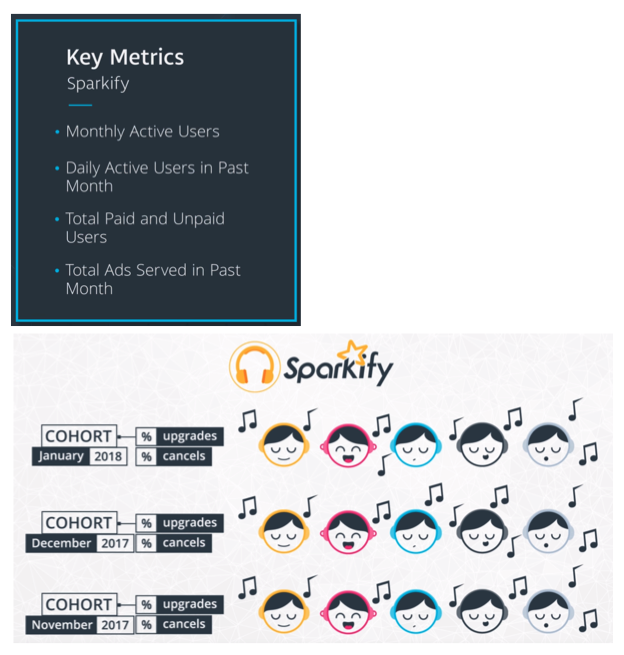 Key Metrics
Sparkify
• Monthly Active Users
• Daily Active Users in Past
Month
• Total Paid and Unpaid
Users
• Total Ads Served in Past
Month
Sparkify
COHORT % upgrades
January 2018 % cancels
COHORT % upgrades
December 2017 % cancels
COHORT % upgrades
November 2017 % cancels